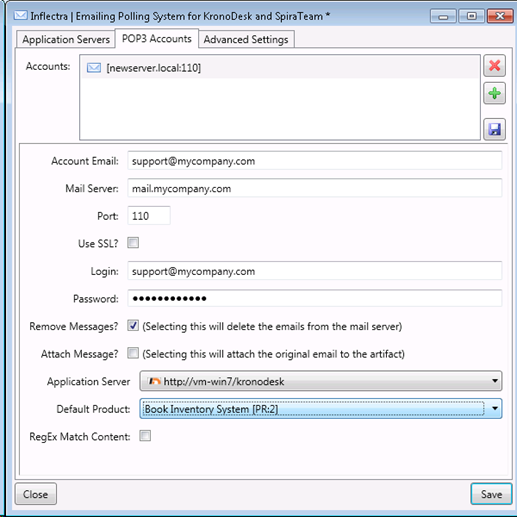 Inflectra | Emailing Polling System for KronoDesk and SpiraTeam *
Application Servers POP3 Accounts Advanced Settings
Accounts: [newserver.local:110]
Account Email: support@mycompany.com
Mail Server: mail.mycompany.com
Port: 110
Use SSL?
Login: support@mycompany.com
Password: ●●●●●●●●●●●●
Remove Messages? (Selecting this will delete the emails from the mail server)
Attach Message? (Selecting this will attach the original email to the artifact)
Application Server http://vm-win7/kronodesk
Default Product: Book Inventory System [PR:2]
RegEx Match Content:
Close Save